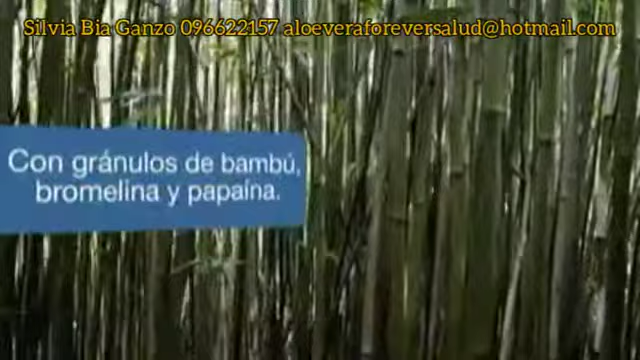 Silvia Bia Ganzo 096622157 aloeveraforeversalud@hotmail.com
Con gránulos de bambú,
bromelina y papaína.